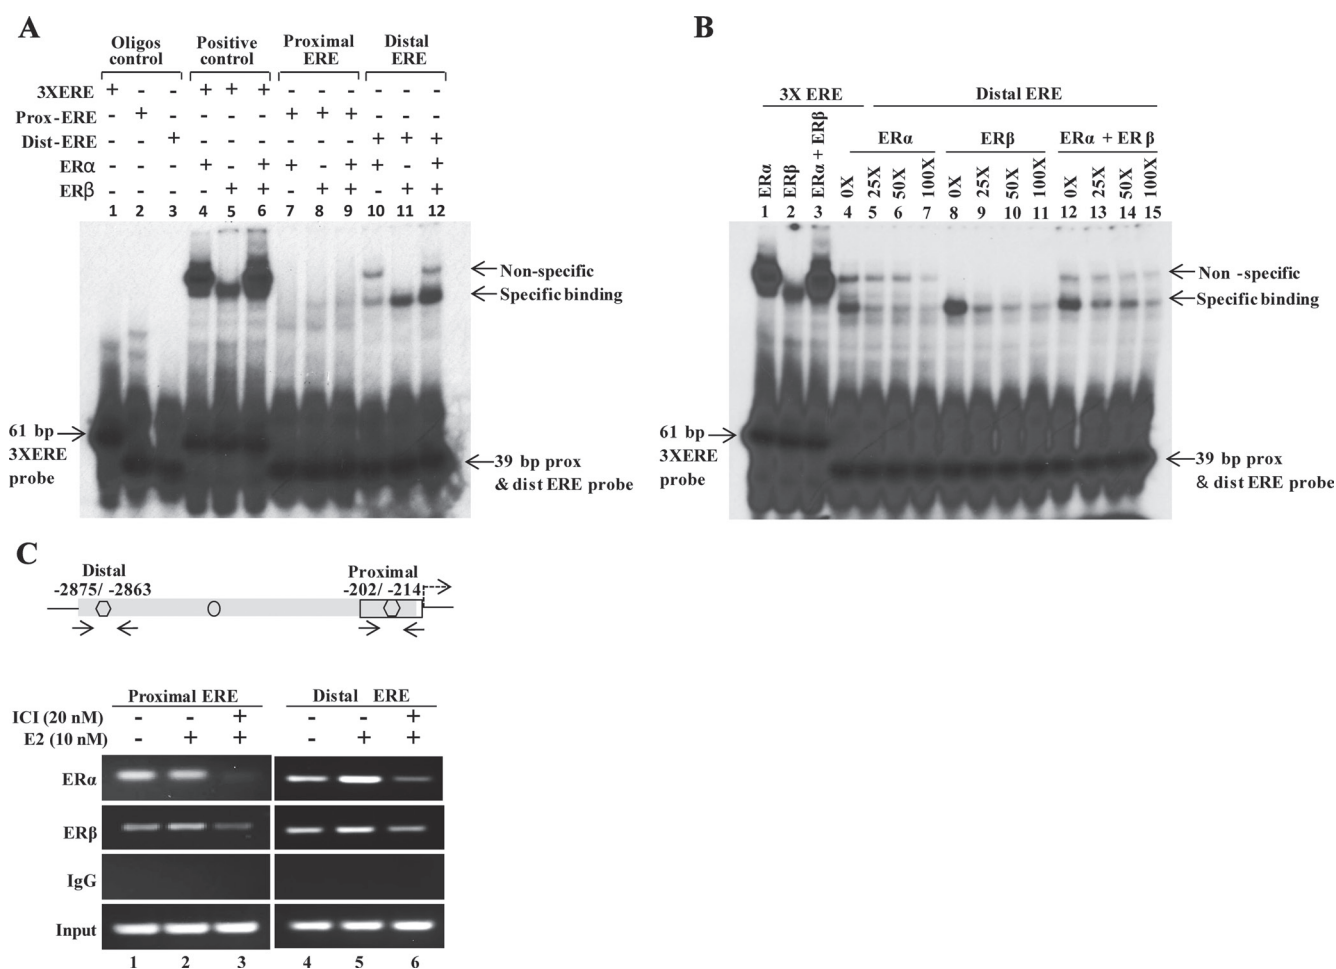 A
Oligos control
Positive control
Proximal ERE
Distal ERE
3XERE + - - + + + - - - - - -
Prox-ERE - + - - - - + + + - - -
Dist-ERE - - + - - - - - - + + +
ERα - - - + - + + - + + - +
ERβ - - - - + + - + + - + +
1 2 3 4 5 6 7 8 9 10 11 12
Non-specific
Specific binding
61 bp
3XERE
probe
39 bp prox
& dist ERE probe
B
3X ERE
Distal ERE
ERα
ERβ
ERα + ER β
ERα ERβ ERα + ERβ 0X 25X 50X 100X 0X 25X 50X 100X 0X 25X 50X 100X
1 2 3 4 5 6 7 8 9 10 11 12 13 14 15
Non -specific
Specific binding
61 bp
3XERE
probe
39 bp prox
& dist ERE probe
C
Distal
-2875/ -2863
Proximal
-202/ -214
Proximal ERE
Distal ERE
ICI (20 nM) - - + - - +
E2 (10 nM) - + + - + +
ERα
ERβ
IgG
Input
1 2 3 4 5 6